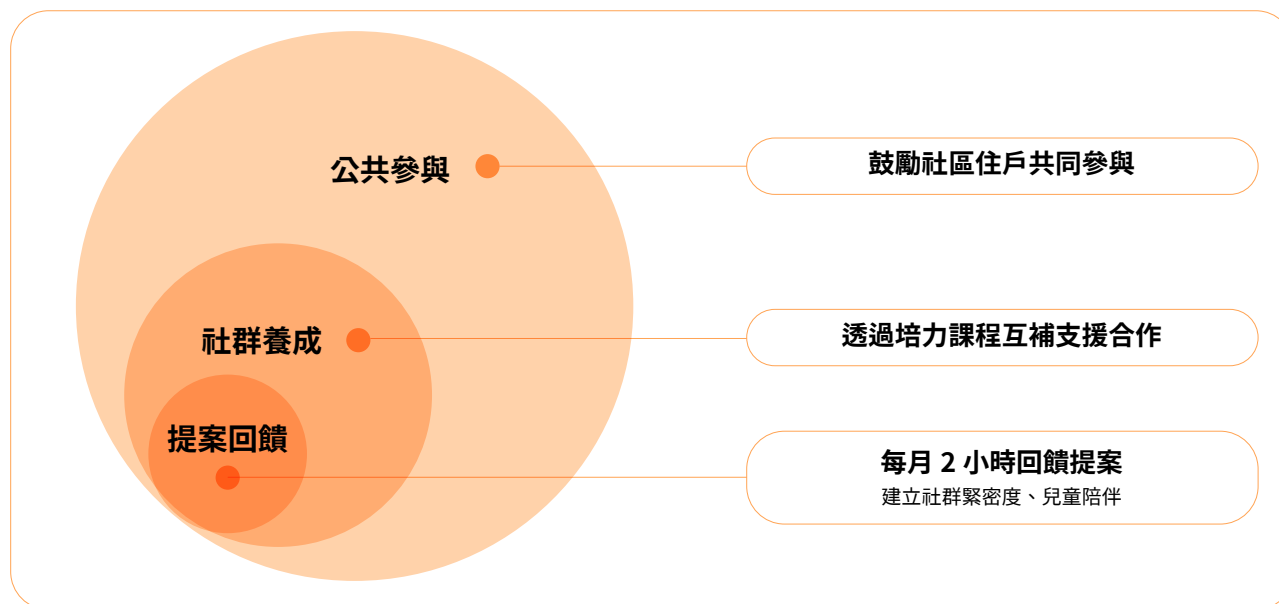 公共參與
鼓勵社區住戶共同參與
社群養成
透過培力課程互補支援合作
提案回饋
每月 2 小時回饋提案
建立社群緊密度、兒童陪伴